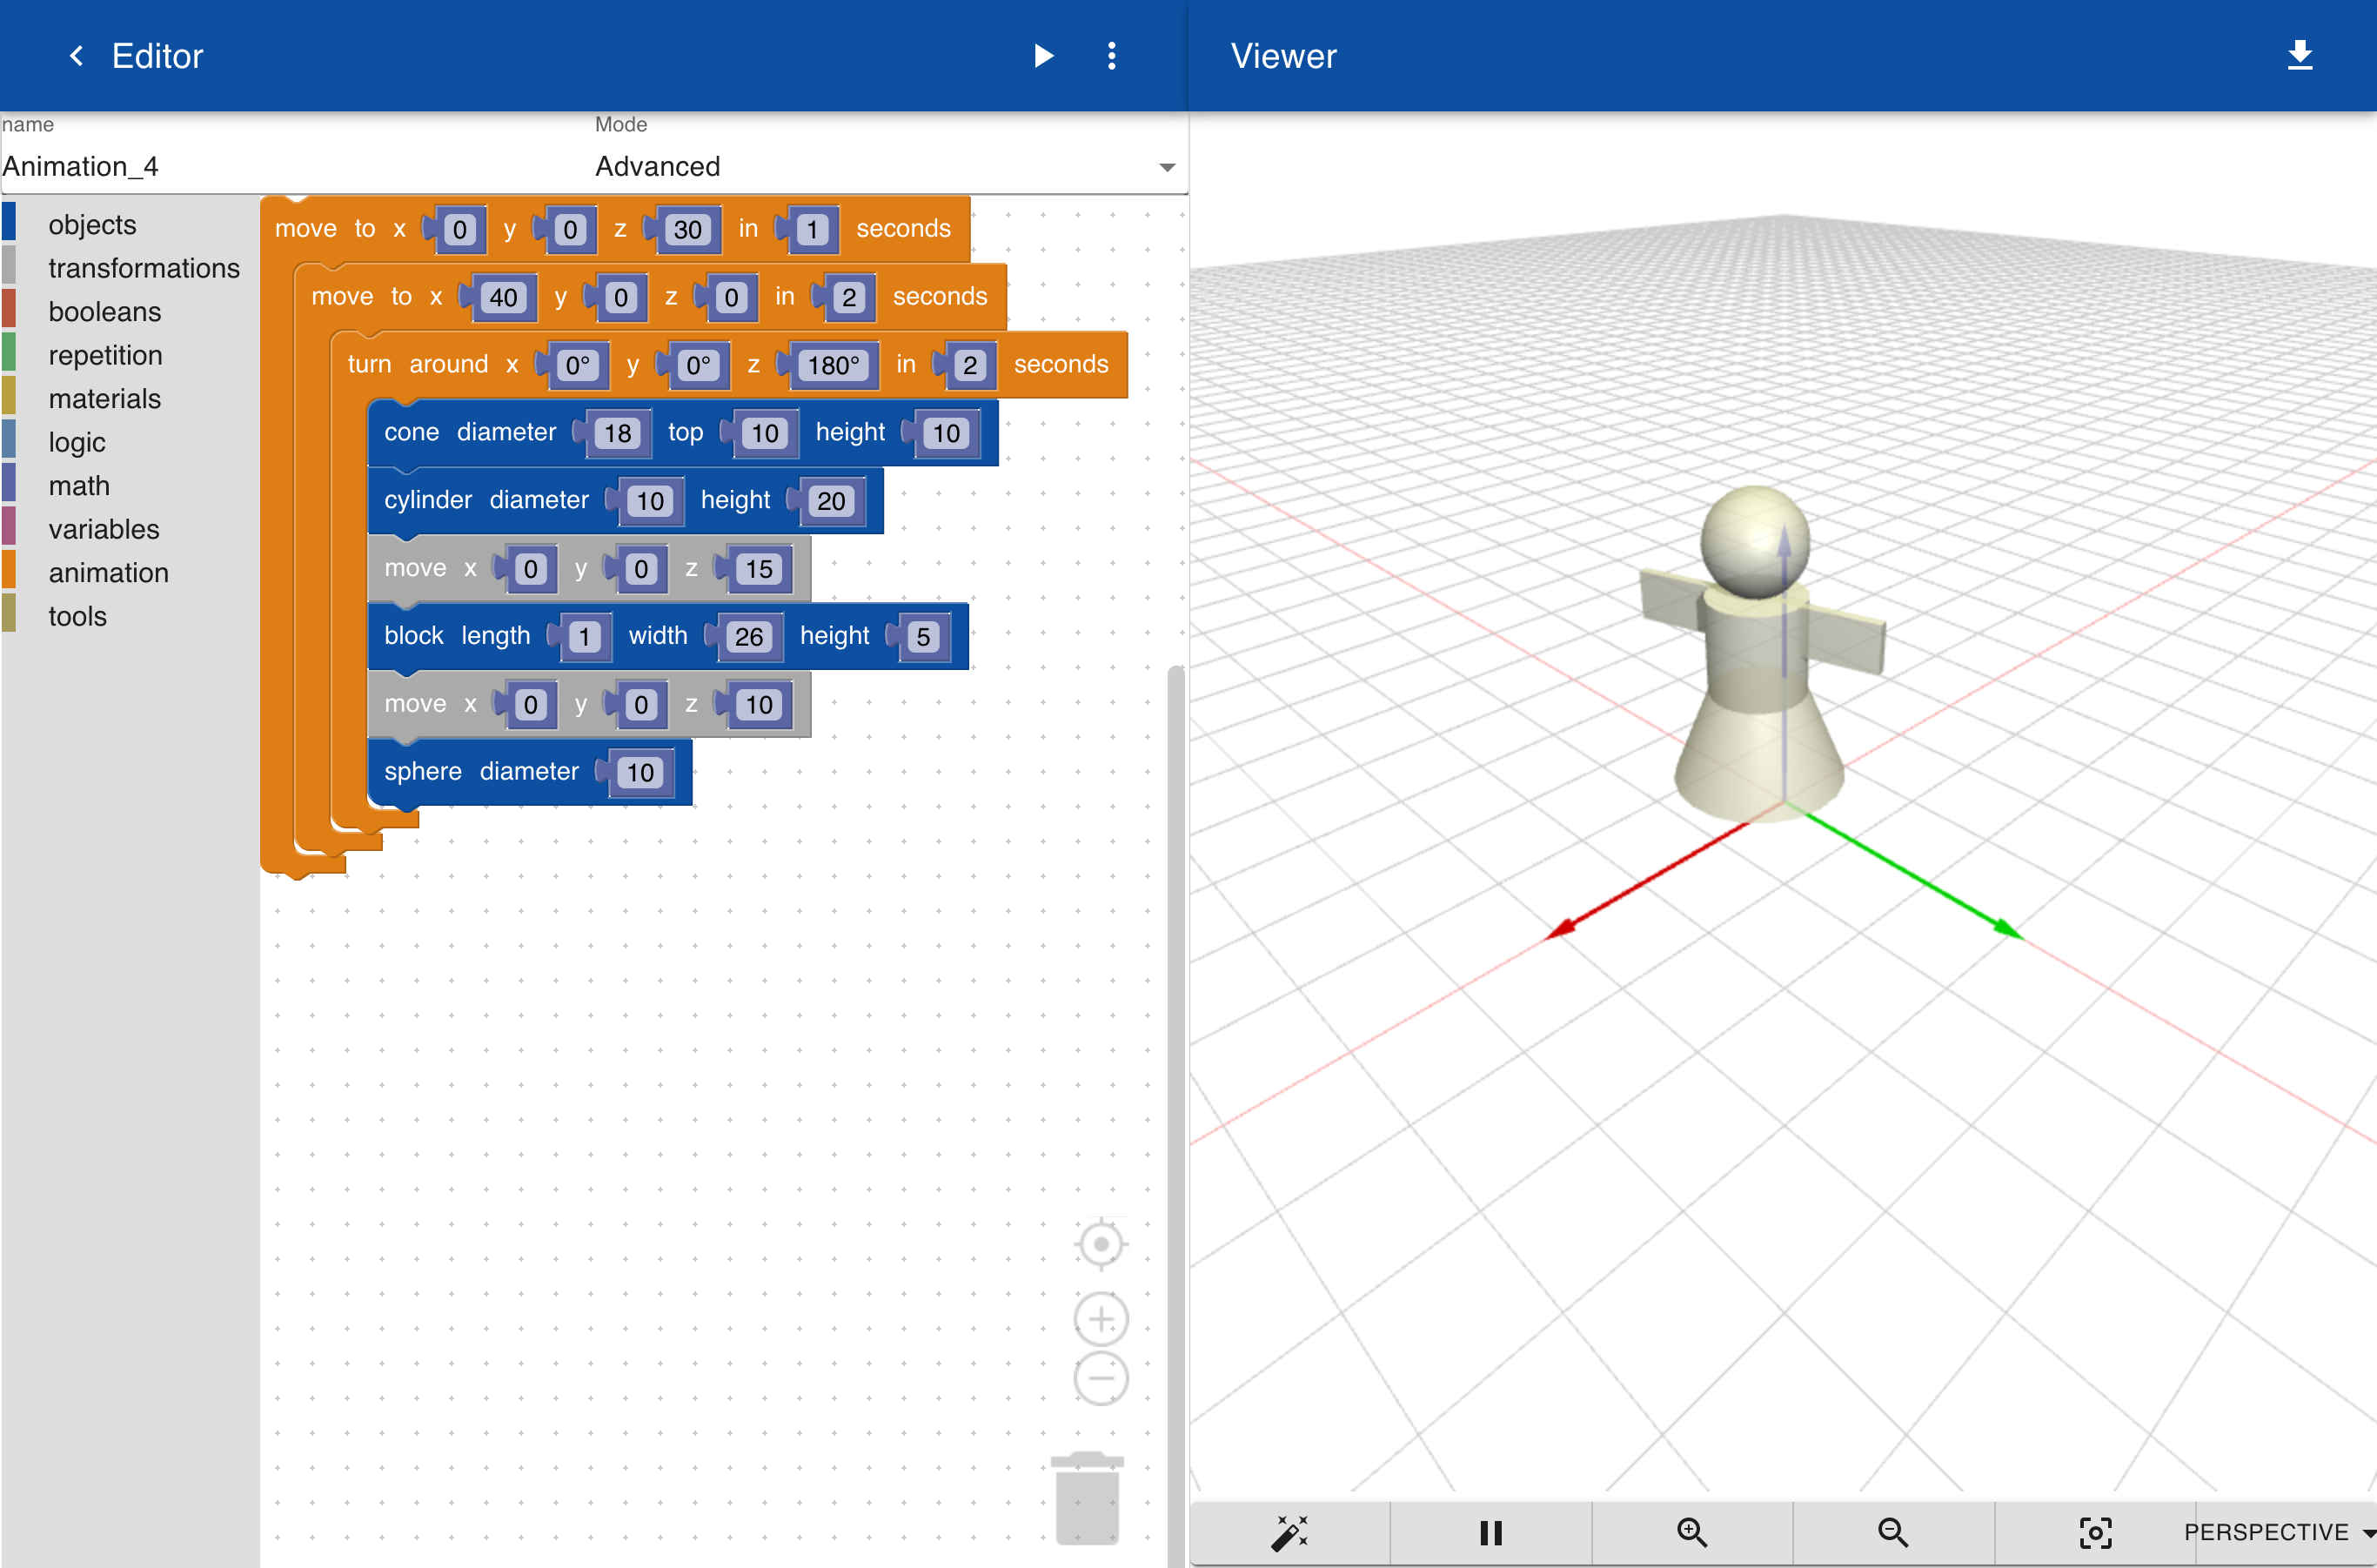 Editor
Viewer
name
Mode
Animation_4
Advanced
objects
transformations
booleans
repetition
materials
logic
math
variables
animation
tools
move to x 0 y 0 z 30 in 1 seconds
move to x 40 y 0 z 0 in 2 seconds
turn around x 0° y 0° z 180° in 2 seconds
cone diameter 18 top 10 height 10
cylinder diameter 10 height 20
move x 0 y 0 z 15
block length 1 width 26 height 5
move x 0 y 0 z 10
sphere diameter 10
PERSPECTIVE